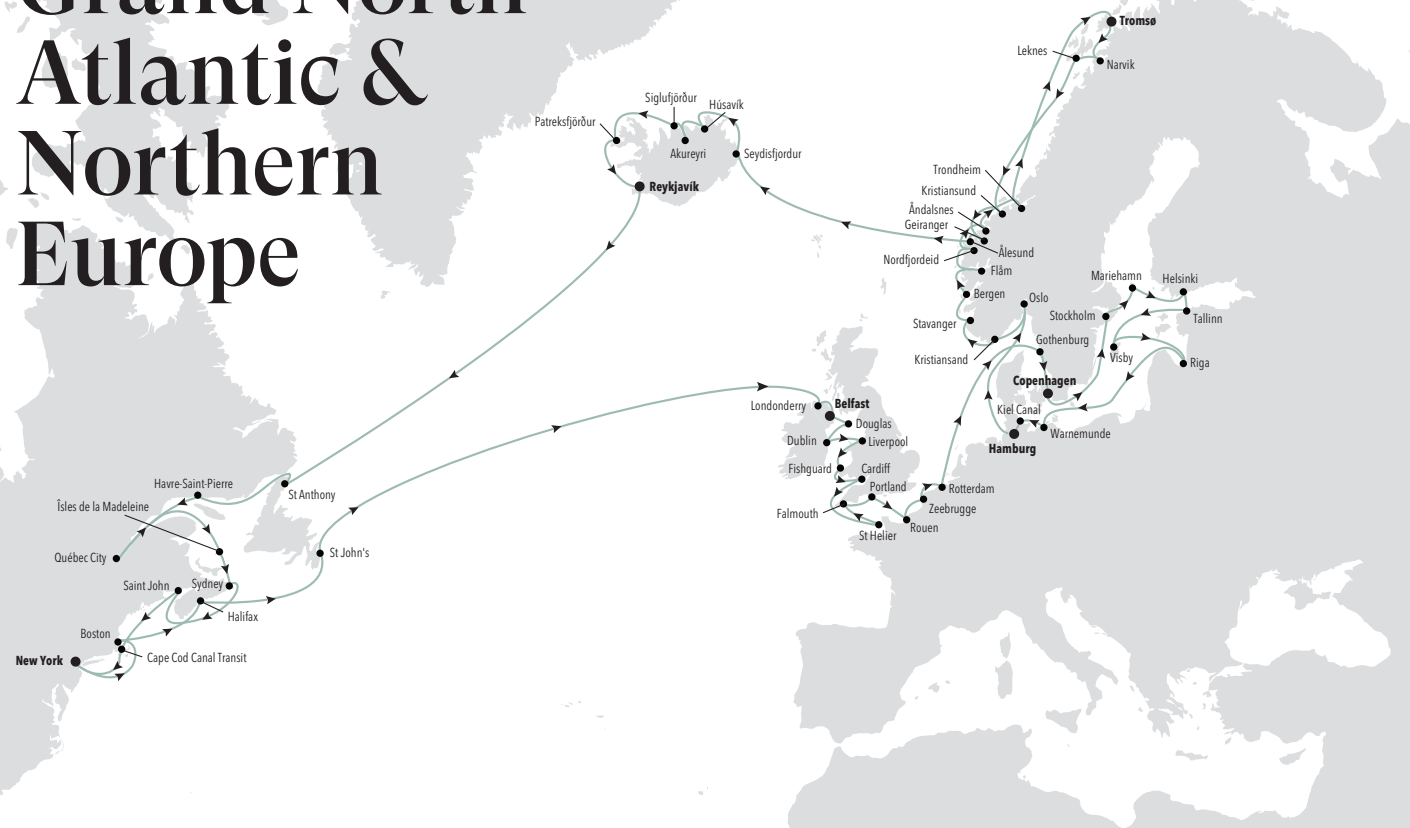 Grand North
Atlantic &
Northern
Europe
Tromsø
Leknes
Narvik
Siglufjörður
Húsavík
Patreksfjörður
Akureyri
Seydisfjordur
Reykjavík
Trondheim
Kristiansund
Åndalsnes
Geiranger
Ålesund
Nordfjordeid
Flåm
Bergen
Oslo
Mariehamn
Helsinki
Stockholm
Tallinn
Stavanger
Gothenburg
Kristiansand
Visby
Riga
Copenhagen
Londonderry
Belfast
Kiel Canal
Douglas
Warnemunde
Dublin
Liverpool
Hamburg
Fishguard
Cardiff
Portland
Rotterdam
Zeebrugge
Falmouth
Rouen
St Helier
Havre-Saint-Pierre
St Anthony
Îsles de la Madeleine
Québec City
St John's
Saint John
Sydney
Halifax
Boston
Cape Cod Canal Transit
New York